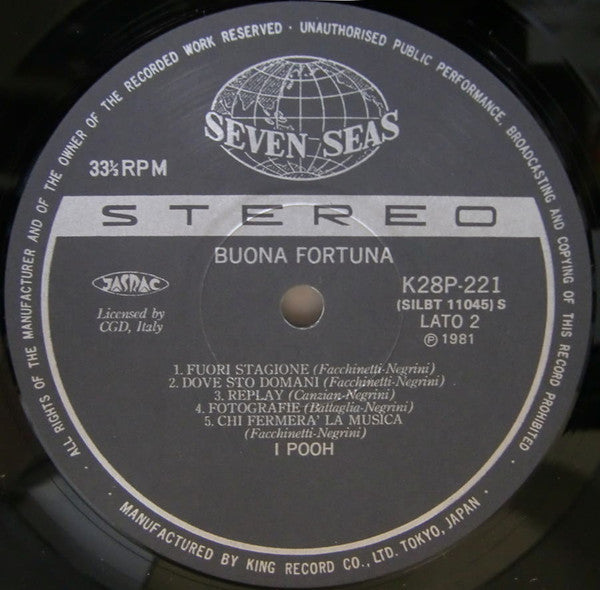 ALL RIGHTS OF THE MANUFACTURER AND OF THE OWNER OF THE RECORDED WORK RESERVED · UNAUTHORISED PUBLIC PERFORMANCE, BROADCASTING AND COPYING OF THIS RECORD PROHIBITED ·
SEVEN SEAS
33⅓RPM
STEREO
BUONA FORTUNA
JASRAC
Licensed by
CGD, Italy
K28P-221
(SILBT 11045) S
LATO 2
Ⓟ 1981
1. FUORI STAGIONE (Facchinetti-Negrini)
2. DOVE STO DOMANI (Facchinetti-Negrini)
3. REPLAY (Canzian-Negrini)
4. FOTOGRAFIE (Battaglia-Negrini)
5. CHI FERMERA' LA MUSICA
(Facchinetti-Negrini)
I POOH
· MANUFACTURED BY KING RECORD CO., LTD. TOKYO, JAPAN ·